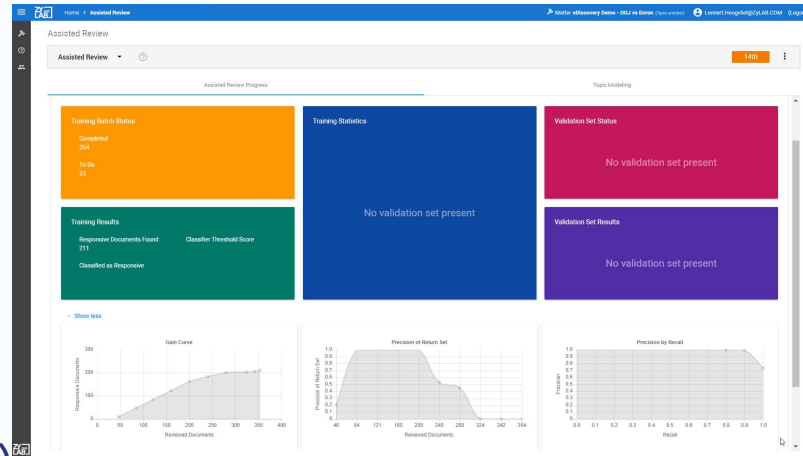 ZyLAB. Home > Assisted Review Matter eDiscovery Demo - DOJ vs Enron (Open another) Lennert.Hoogvliet@ZyLAB.COM (Logou
Assisted Review
Assisted Review 14th
Assisted Review Progress Topic Modeling
Training Batch Status
Completed
354
To Do
23
Training Statistics
No validation set present
Validation Set Status
No validation set present
Training Results
Responsive Documents Found Classifier Threshold Score
211
Classified as Responsive
Validation Set Results
No validation set present
Show less
Gain Curve
Responsive Documents
300
200
100
0
0 50 100 150 200 250 300 350 400
Reviewed Documents
Precision of Return Set
Precision of Return Set
1.0
0.9
0.8
0.7
0.6
0.5
0.4
0.3
0.2
0.1
0.
46 84 121 160 200 240 280 324 342 354
Reviewed Documents
Precision by Recall
Precision
1.0
0.9
0.8
0.7
0.6
0.5
0.4
0.3
0.2
0.1
0.
0.0 0.1 0.2 0.3 0.4 0.5 0.6 0.7 0.8 0.9 1.0
Recall
ZyLAB.